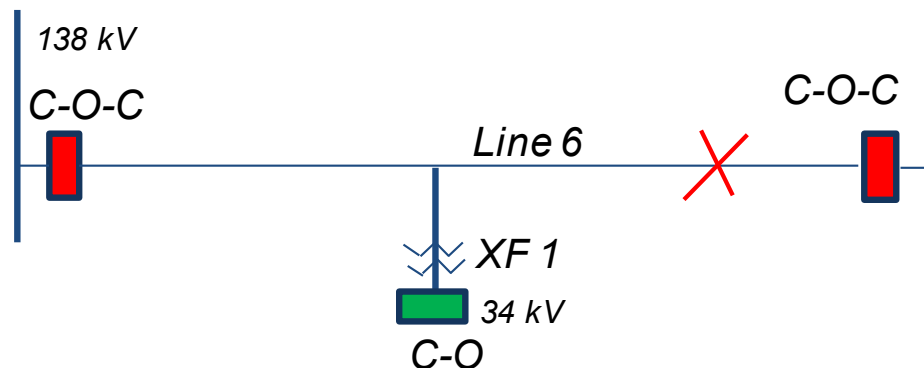 138 kV
C-O-C
C-O-C
Line 6
XF 1
34 kV
C-O